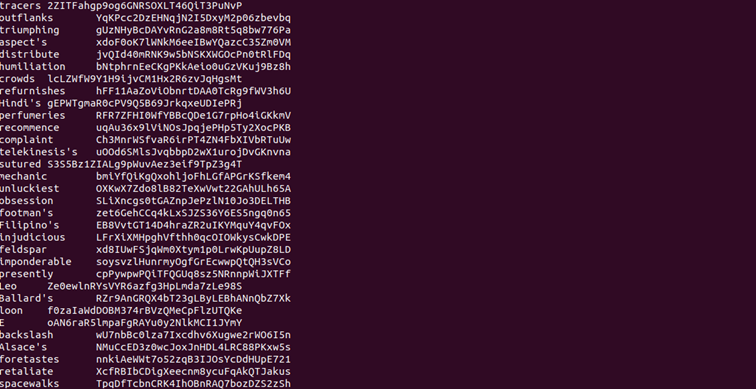 tracers 2ZITFahgp9og6GNRSOXLT46QiT3PuNvP
outflanks YqKPcc2DzEHNqjN2I5DxyM2p06zbevbq
triumphing gUzNHyBcDAYvRnG2a8m8Rt5q8bw776Pa
aspect's xdoF0oK7lWNkM6eeIBwYQazcC35Zm0VM
distribute jvQId40mRNK9w5bNSKXWGOcPn0tRlFDq
humiliation bNtphrnEeCKgPKkAeio0uGzVKuj9Bz8h
crowds lcLZWfW9Y1H9ijvCM1Hx2R6zvJqHgsMt
refurnishes hFF11AaZoViObnrtDAA0TcRg9fWV3h6U
Hindi's gEPWTgmaR0cPV9Q5B69JrkqxeUDIePRj
perfumeries RFR7ZFHI0WfYBBcQDe1G7rpHo4iGKkmV
recommence uqAu36x9lViNOsJpqjePHp5Ty2XocPKB
complaint Ch3MnrWSfvaR6irPT4ZN4FbXIVbRTuUw
telekinesis's uOOd6SMlsJvqbbpD2wX1urojDvGKnvna
sutured S3S5Bz1ZIALg9pWuvAez3eif9TpZ3g4T
mechanic bmiYfQiKgQxohljoFhLGfAPGrKSfkem4
unluckiest OXKwX7Zdo8lB82TeXwVwt22GAhULh65A
obsession SLiXncgs0tGAZnpJePzlN10Jo3DELTHB
footman's zet6GehCCq4kLxSJZS36Y6ES5ngq0n65
Filipino's EB8VvtGT14D4hraZR2uIKYMquY4qvFOx
injudicious LFrXiXMHpghVfthh0qcOIOWkysCwkDPE
feldspar xd8IUwFSjqWm0Xtym1p0LrwKpUupZ8LD
imponderable soysvzlHunrmyOgfGrEcwwpQtQH3sVCo
presently cpPywpwPQiTFQGUq8sz5NRnnpWiJXTFf
Leo Ze0ewlnRYsVYR6azfg3HpLmda7zLe98S
Ballard's RZr9AnGRQX4bT23gLByLEBhANnQbZ7Xk
loon f0zaIaWdDOBM374rBVzQMeCpFlzUTQKe
E oAN6raR5lmpaFgRAYu0y2NlkMCI1JYmY
backslash wU7nbBc0lza7Ixcdhv6Xugwe2rWO6I5n
Alsace's NMuCcED3z0wcJoxJnHDL4LRC88PKxw5s
foretastes nnkiAeWWt7o52zqB3IJOsYcDdHUpE721
retaliate XcfRBIbCDigXeecnm8ycuFqAkQTJakus
spacewalks TpqDfTcbnCRK4IhOBnRAQ7bozDZS2zSh